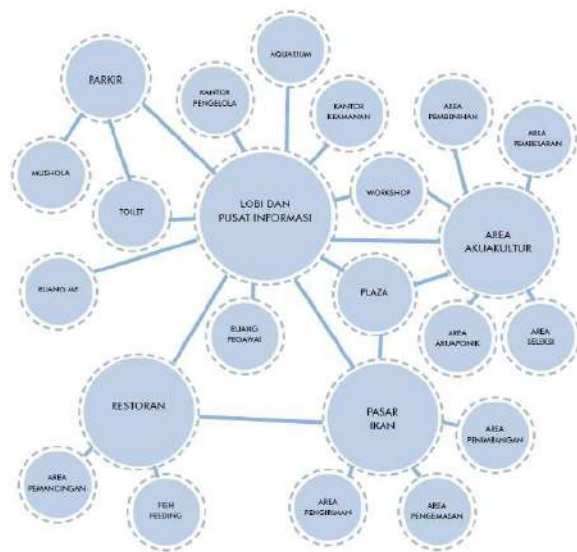 AQUARIUM
PARKIR
KANTOR
PENGELOLA
KANTOR
KEAMANAN
AREA
PEMBENIHAN
AREA
PEMBESARAN
MUSHOLA
TOILET
LOBI DAN
PUSAT INFORMASI
WORKSHOP
AREA
AKUAKULTUR
RUANG ME
PLAZA
RUANG
PEGAWAI
AREA
AKUAPONIK
AREA
SELEKSI
RESTORAN
PASAR
IKAN
AREA
PENIMBANGAN
AREA
PEMANCINGAN
FISH
FEEDING
AREA
PENGIRIMAN
AREA
PENGEMASAN